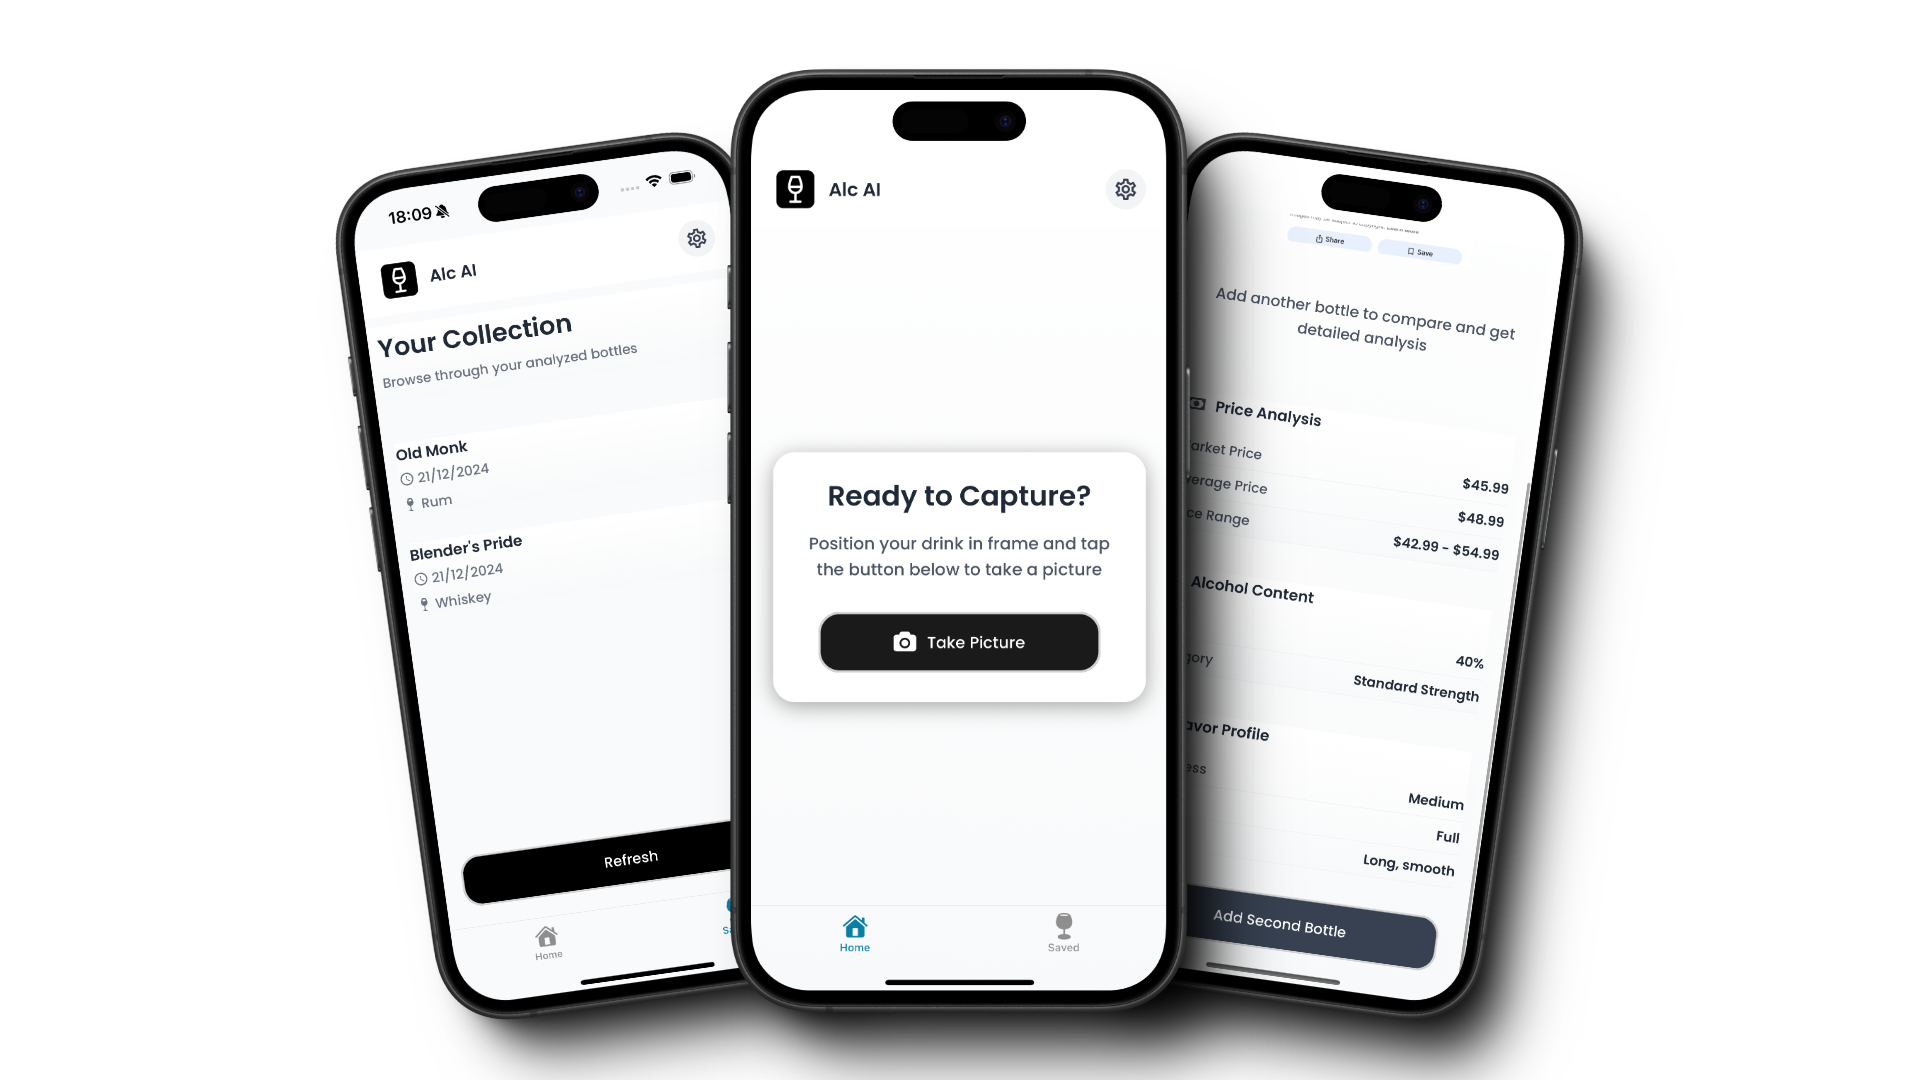 18:09
Alc AI
Your Collection
Browse through your analyzed bottles
Old Monk
21/12/2024
Rum
Blender's Pride
21/12/2024
Whiskey
Refresh
Home
Alc AI
Ready to Capture?
Position your drink in frame and tap
the button below to take a picture
Take Picture
Home
Saved
Share
Save
Add another bottle to compare and get
detailed analysis
Price Analysis
arket Price
$45.99
erage Price
$48.99
ce Range
$42.99 - $54.99
Alcohol Content
40%
gory
Standard Strength
avor Profile
ess
Medium
Full
Long, smooth
Add Second Bottle